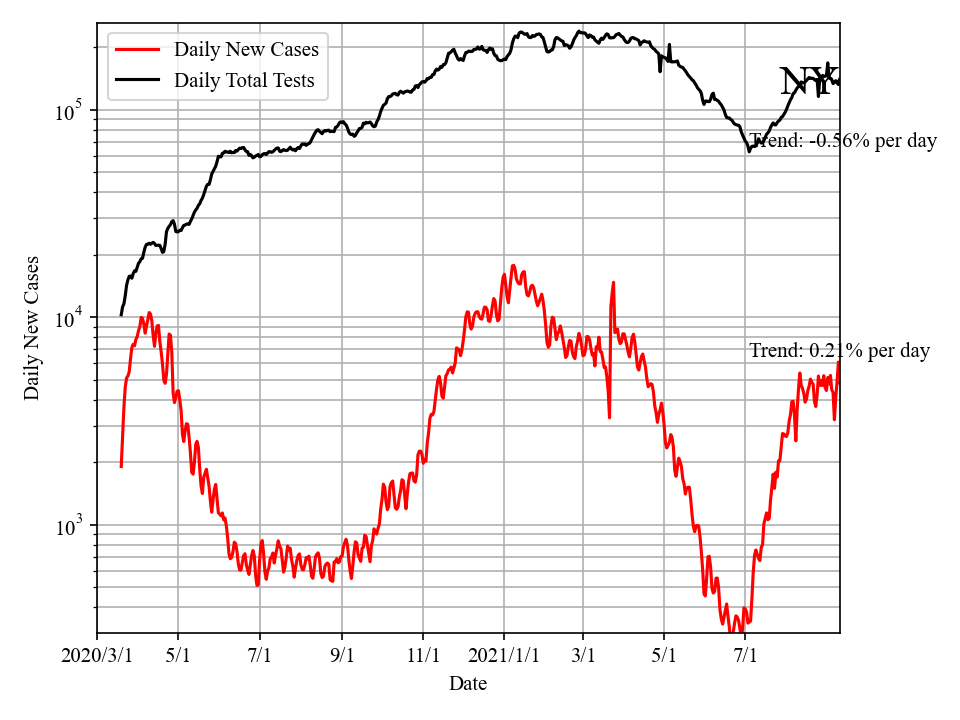 Daily New Cases
Daily Total Tests
NY
10^5
Trend: -0.56% per day
10^4
Trend: 0.21% per day
10^3
Daily New Cases
2020/3/1 5/1 7/1 9/1 11/1 2021/1/1 3/1 5/1 7/1
Date